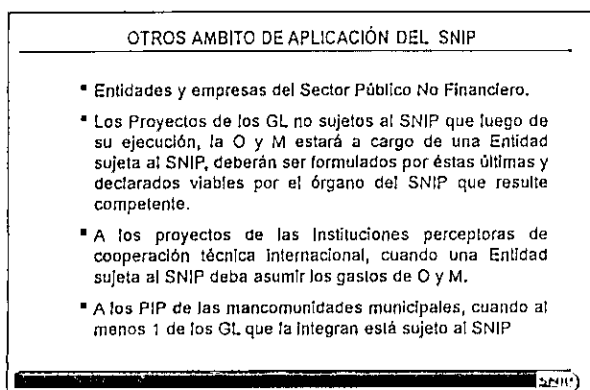 OTROS AMBITO DE APLICACIÓN DEL SNIP
▪ Entidades y empresas del Sector Público No Financiero.
▪ Los Proyectos de los GL no sujetos al SNIP que luego de
su ejecución, la O y M estará a cargo de una Entidad
sujeta al SNIP, deberán ser formulados por éstas últimas y
declarados viables por el órgano del SNIP que resulte
competente.
▪ A los proyectos de las Instituciones perceptoras de
cooperación técnica internacional, cuando una Entidad
sujeta al SNIP deba asumir los gastos de O y M.
▪ A los PIP de las mancomunidades municipales, cuando al
menos 1 de los GL que la integran está sujeto al SNIP
SNIP